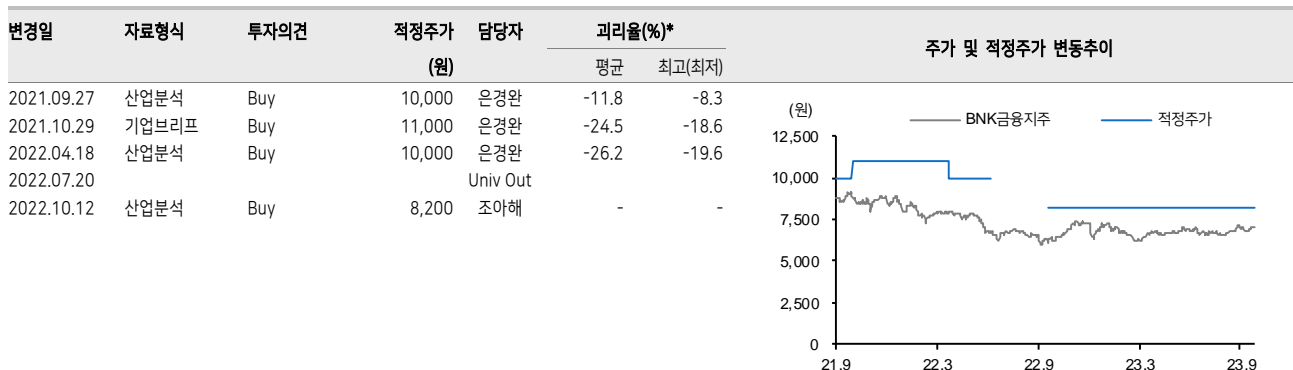 변경일 자료형식 투자의견 적정주가 담당자 괴리율(%)* 주가 및 적정주가 변동추이
(원) 평균 최고(최저)
2021.09.27 산업분석 Buy 10,000 은경완 -11.8 -8.3
2021.10.29 기업브리프 Buy 11,000 은경완 -24.5 -18.6
2022.04.18 산업분석 Buy 10,000 은경완 -26.2 -19.6
2022.07.20 Univ Out
2022.10.12 산업분석 Buy 8,200 조아해 - -
(원)
BNK금융지주 적정주가
12,500
10,000
7,500
5,000
2,500
0
21.9 22.3 22.9 23.3 23.9